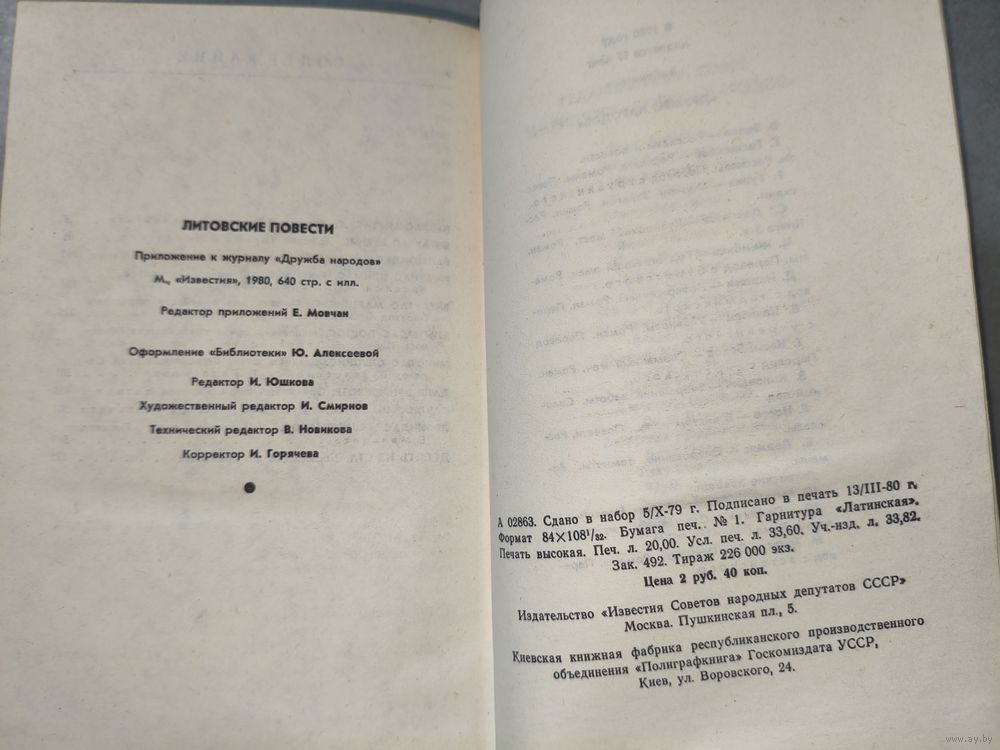 ЛИТОВСКИЕ ПОВЕСТИ
Приложение к журналу «Дружба народов»
М., «Известия», 1980, 640 стр. с илл.
Редактор приложений Е. Мовчан
Оформление «Библиотеки» Ю. Алексеевой
Редактор И. Юшкова
Художественный редактор И. Смирнов
Технический редактор В. Новикова
Корректор И. Горячева
А 02863. Сдано в набор 5/X-79 г. Подписано в печать 13/III-80 г.
Формат 84×108¹/₃₂. Бумага печ. № 1. Гарнитура «Латинская».
Печать высокая. Печ. л. 20,00. Усл. печ. л. 33,60. Уч.-изд. л. 33,82.
Зак. 492. Тираж 226 000 экз.
Цена 2 руб. 40 коп.
Издательство «Известия Советов народных депутатов СССР»
Москва. Пушкинская пл., 5.
Киевская книжная фабрика республиканского производственного
объединения «Полиграфкнига» Госкомиздата УССР,
Киев, ул. Воровского, 24.
www.ay.by